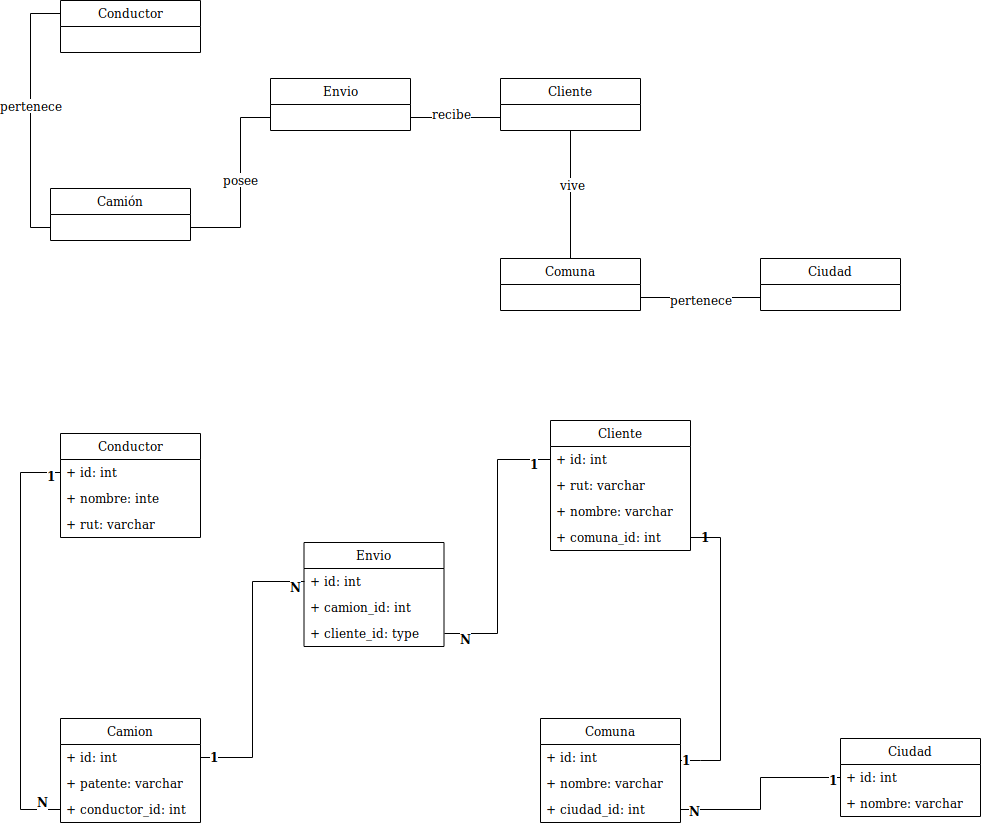 Conductor
pertenece
Envio
Cliente
recibe
posee
vive
Camión
Comuna
Ciudad
pertenece
Conductor
1
+ id: int
+ nombre: inte
+ rut: varchar
Cliente
1
+ id: int
+ rut: varchar
+ nombre: varchar
+ comuna_id: int
1
Envio
N
+ id: int
+ camion_id: int
+ cliente_id: type
N
Camion
+ id: int
1
+ patente: varchar
N
+ conductor_id: int
Comuna
+ id: int
1
+ nombre: varchar
+ ciudad_id: int
N
Ciudad
1
+ id: int
+ nombre: varchar